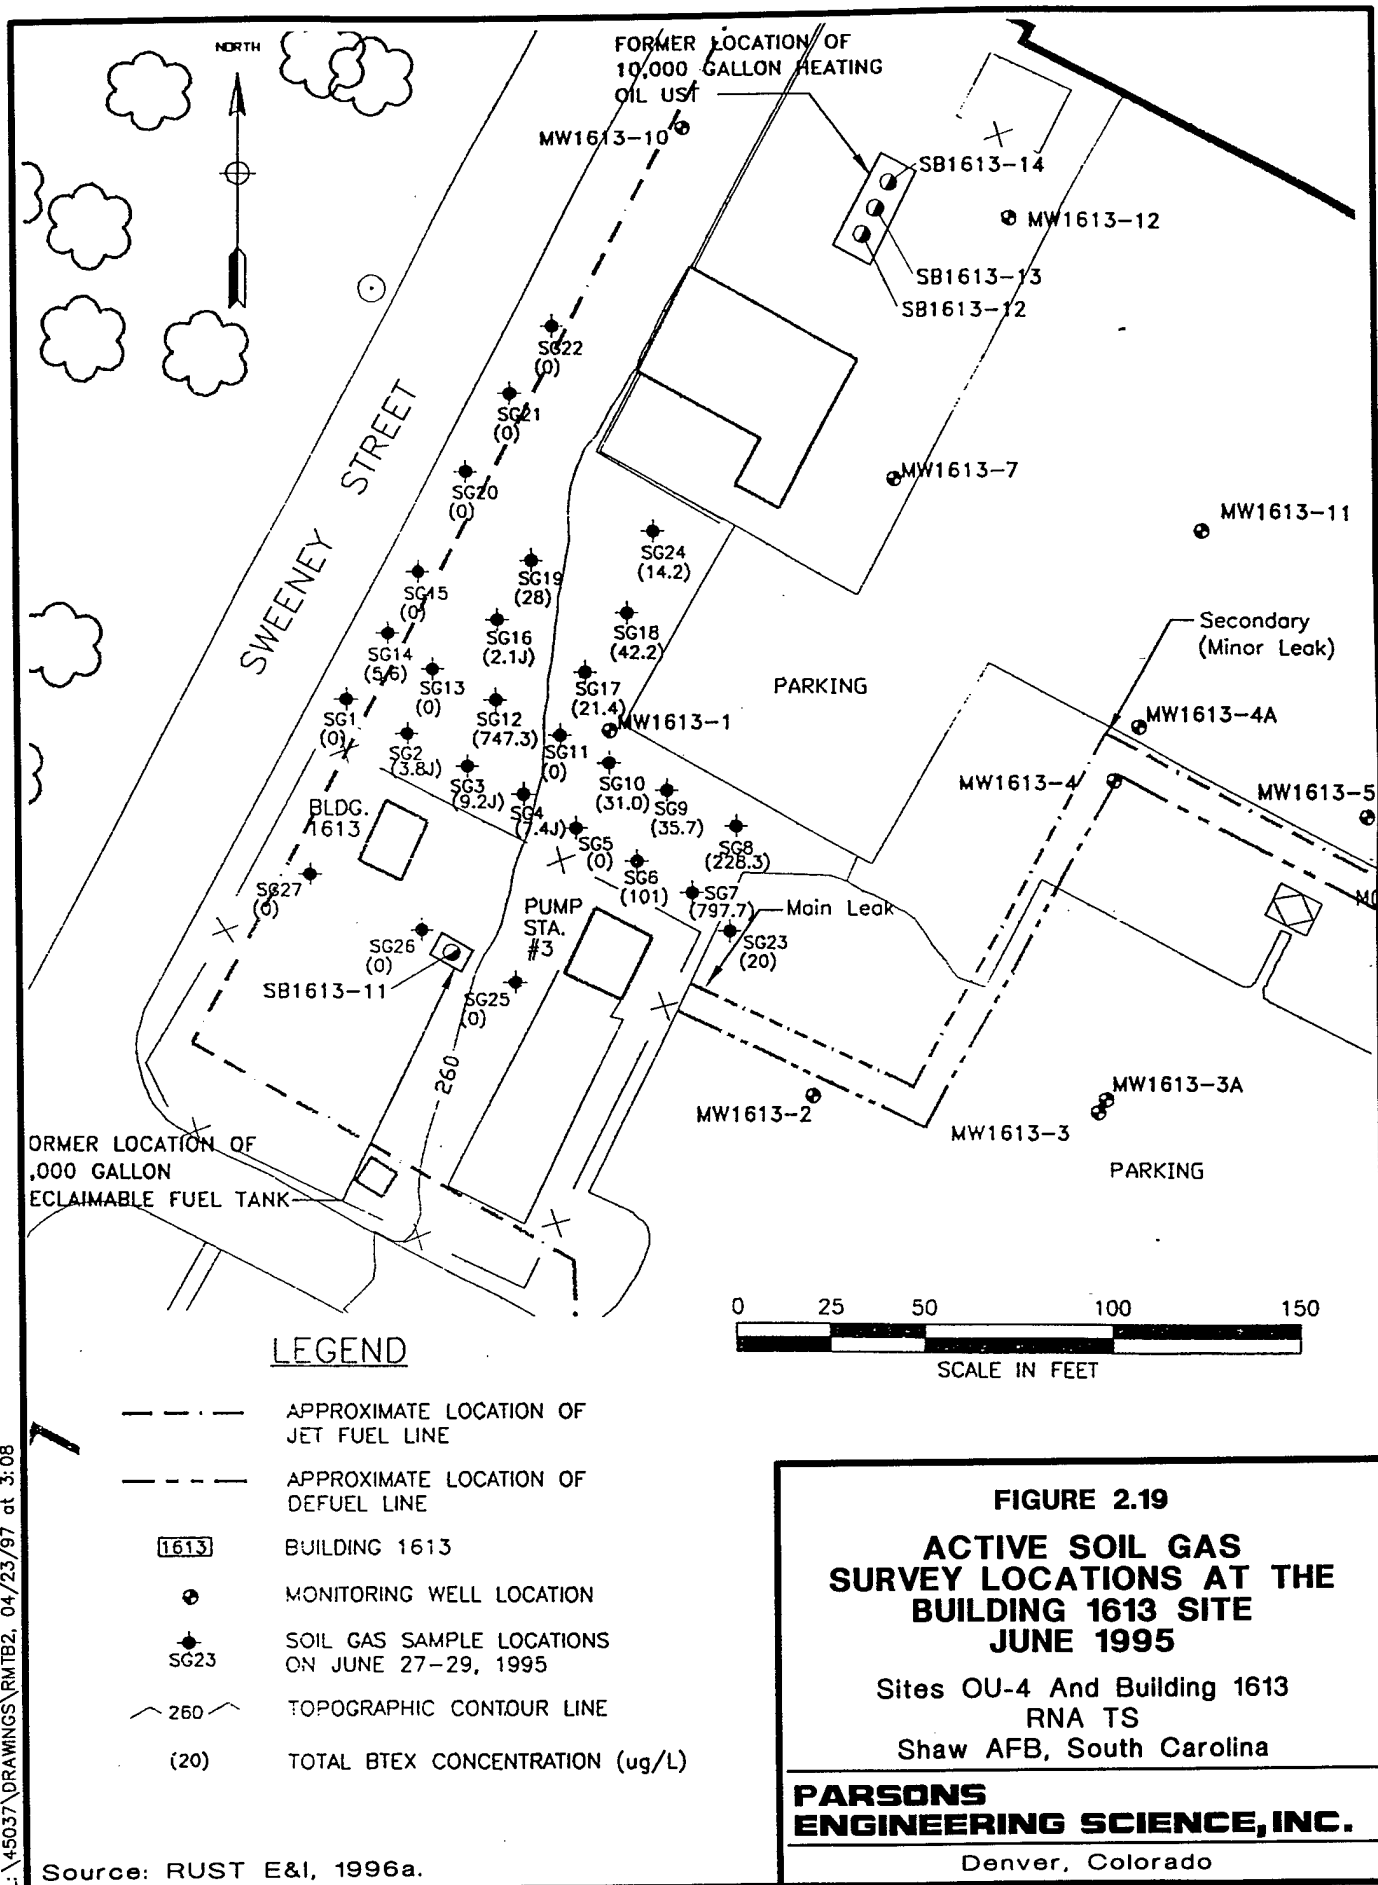 NORTH
FORMER LOCATION OF
10,000 GALLON HEATING
OIL UST
MW1613-10
SB1613-14
MW1613-12
SB1613-13
SB1613-12
SG22
(0)
SG21
(0)
SWEENEY STREET
SG20
(0)
MW1613-7
MW1613-11
SG24
(14.2)
SG19
(28)
SG15
(0)
SG18
(42.2)
SG16
(2.1J)
Secondary
(Minor Leak)
SG14
(5.6)
SG13
(0)
SG17
(21.4)
PARKING
SG1
(0)
SG12
(747.3)
MW1613-1
MW1613-4A
SG2
(3.8J)
SG11
(0)
SG3
(9.2J)
SG10
(31.0)
SG9
(35.7)
MW1613-4
MW1613-5
BLDG.
1613
SG4
SG5
(0)
SG8
(228.3)
SG6
(101)
SG7
(797.7)
SG27
(0)
Main Leak
PUMP
STA.
#3
SG23
(20)
SG26
(0)
SB1613-11
SG25
(0)
260
MW1613-2
MW1613-3A
MW1613-3
PARKING
ORMER LOCATION OF
,000 GALLON
ECLAIMABLE FUEL TANK
0 25 50 100 150
SCALE IN FEET
LEGEND
APPROXIMATE LOCATION OF
JET FUEL LINE
APPROXIMATE LOCATION OF
DEFUEL LINE
1613 BUILDING 1613
MONITORING WELL LOCATION
SG23 SOIL GAS SAMPLE LOCATIONS
ON JUNE 27-29, 1995
260 TOPOGRAPHIC CONTOUR LINE
(20) TOTAL BTEX CONCENTRATION (ug/L)
Source: RUST E&I, 1996a.
FIGURE 2.19
ACTIVE SOIL GAS
SURVEY LOCATIONS AT THE
BUILDING 1613 SITE
JUNE 1995
Sites OU-4 And Building 1613
RNA TS
Shaw AFB, South Carolina
PARSONS
ENGINEERING SCIENCE, INC.
Denver, Colorado
\45037\DRAWINGS\RMTB2, 04/23/97 at 3:08